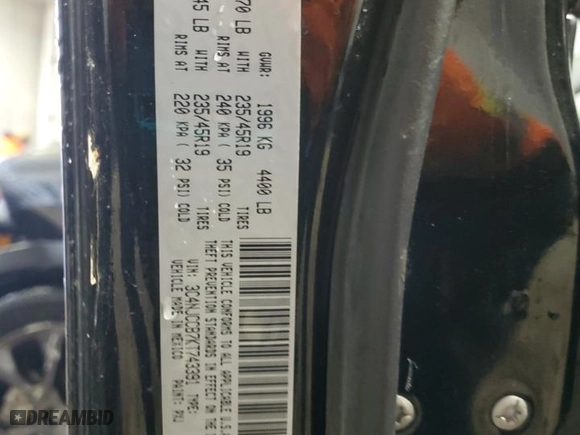 GVWR: 1996 KG 4400 LB
70 LB WITH 235/45R19 TIRES
RIMS AT 240 KPA ( 35 PSI) COLD
45 LB WITH 235/45R19 TIRES
RIMS AT 220 KPA ( 32 PSI) COLD
THIS VEHICLE CONFORMS TO ALL APPLICABLE U.S.
THEFT PREVENTION STANDARDS IN EFFECT ON THE
VIN: 3C4NJCCB7KT743391 TYPE:
VEHICLE MADE IN MEXICO PAINT: PXJ
DREAMBID